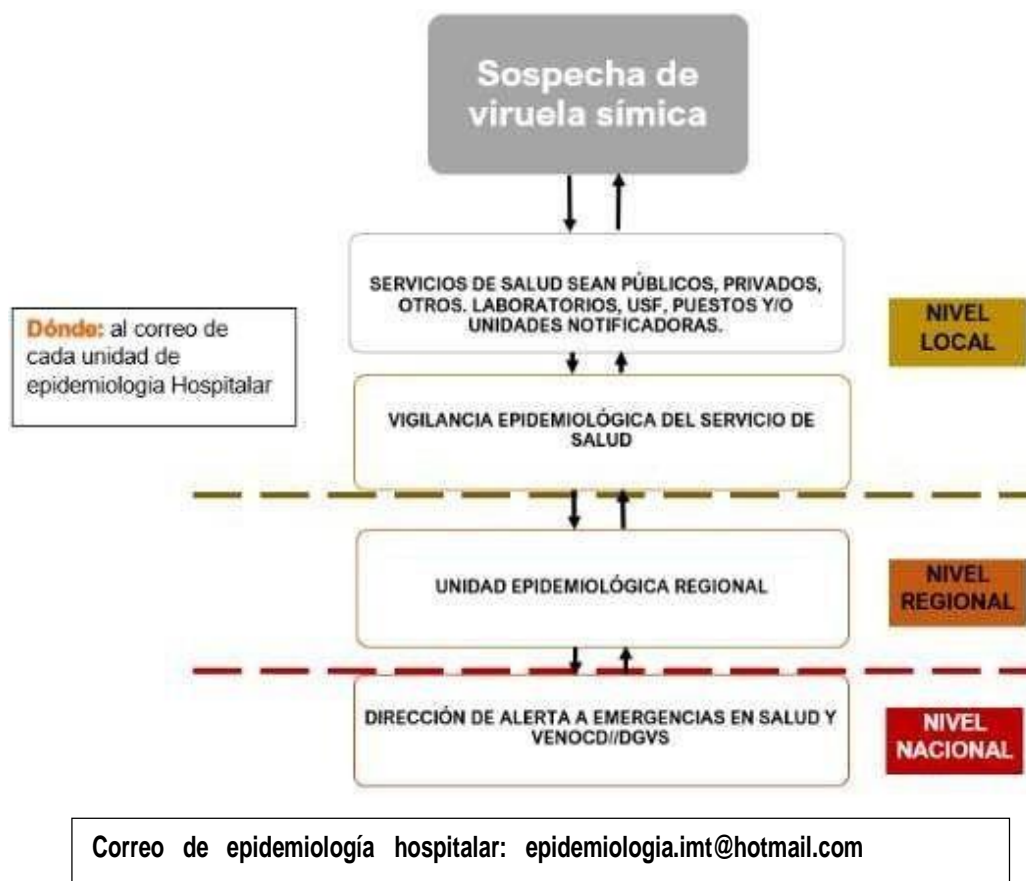 Sospecha de
viruela símica
SERVICIOS DE SALUD SEAN PÚBLICOS, PRIVADOS,
OTROS. LABORATORIOS, USF, PUESTOS Y/O
UNIDADES NOTIFICADORAS.
NIVEL
LOCAL
Dónde: al correo de
cada unidad de
epidemiologia Hospitalar
VIGILANCIA EPIDEMIOLÓGICA DEL SERVICIO DE
SALUD
UNIDAD EPIDEMIOLÓGICA REGIONAL
NIVEL
REGIONAL
DIRECCIÓN DE ALERTA A EMERGENCIAS EN SALUD Y
VENOCD//DGVS
NIVEL
NACIONAL
Correo de epidemiología hospitalar: epidemiologia.imt@hotmail.com